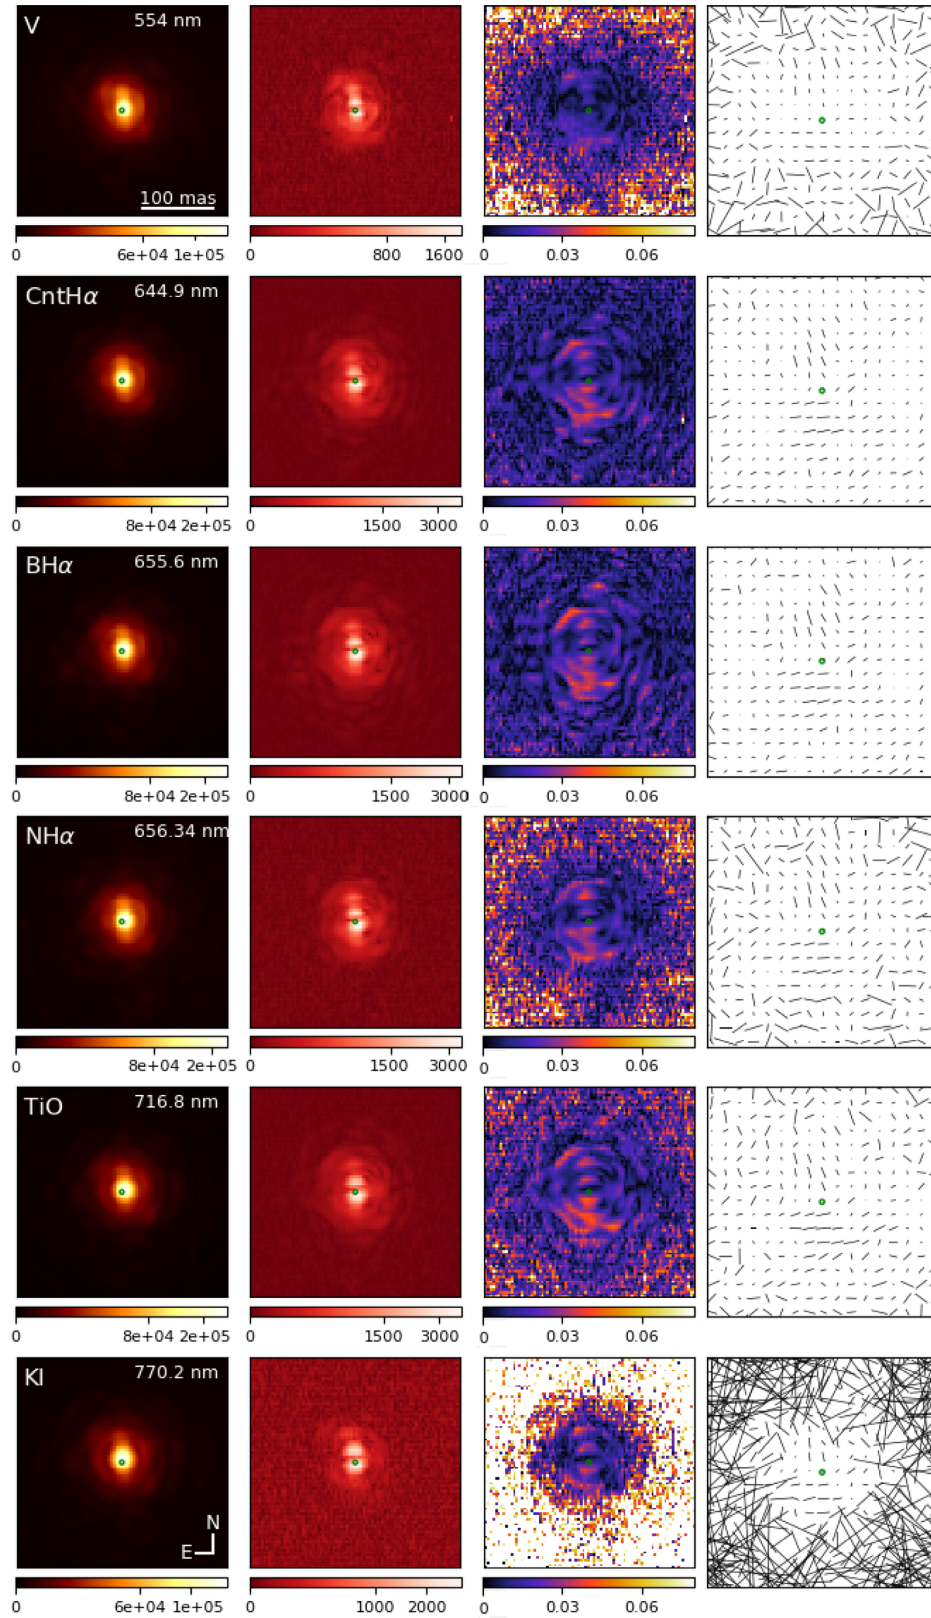 V 554 nm
100 mas
0 6e+04 1e+05 0 800 1600 0 0.03 0.06
CntHα 644.9 nm
0 8e+04 2e+05 0 1500 3000 0 0.03 0.06
BHα 655.6 nm
0 8e+04 2e+05 0 1500 3000 0 0.03 0.06
NHα 656.34 nm
0 8e+04 2e+05 0 1500 3000 0 0.03 0.06
TiO 716.8 nm
0 8e+04 2e+05 0 1500 3000 0 0.03 0.06
KI 770.2 nm
N
E
0 6e+04 1e+05 0 1000 2000 0 0.03 0.06